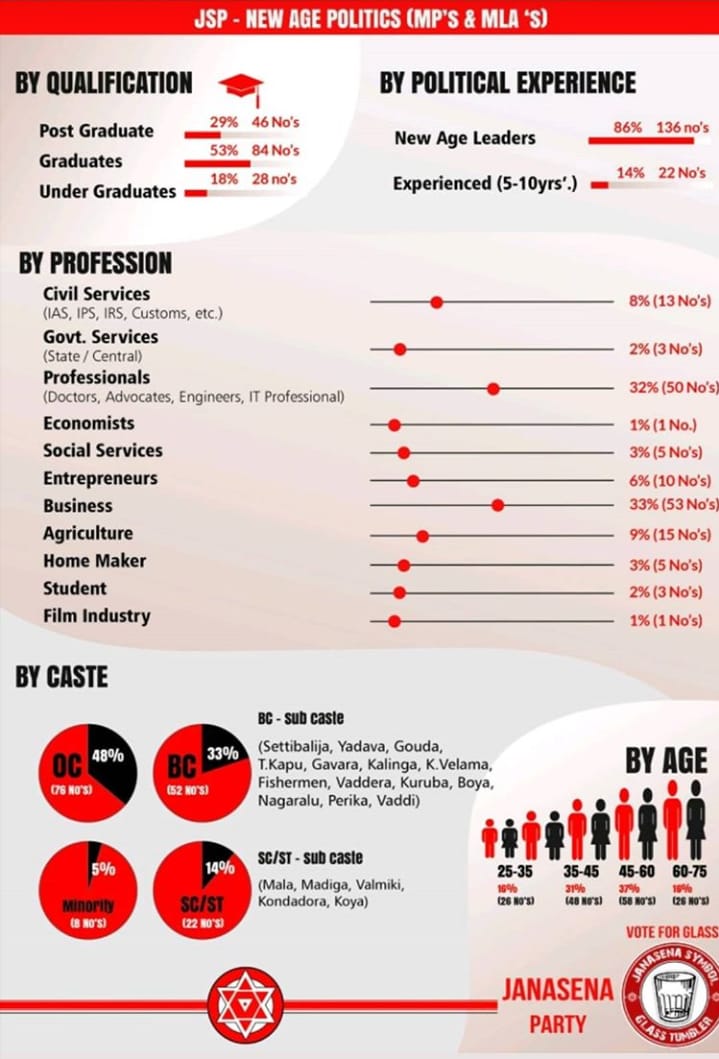 JSP - NEW AGE POLITICS (MP'S & MLA 'S)
BY QUALIFICATION
Post Graduate 29% 46 No's
Graduates 53% 84 No's
Under Graduates 18% 28 no's
BY POLITICAL EXPERIENCE
New Age Leaders 86% 136 no's
Experienced (5-10yrs'.) 14% 22 No's
BY PROFESSION
Civil Services 8% (13 No's)
(IAS, IPS, IRS, Customs, etc.)
Govt. Services 2% (3 No's)
(State / Central)
Professionals 32% (50 No's)
(Doctors, Advocates, Engineers, IT Professional)
Economists 1% (1 No.)
Social Services 3% (5 No's)
Entrepreneurs 6% (10 No's)
Business 33% (53 No's)
Agriculture 9% (15 No's)
Home Maker 3% (5 No's)
Student 2% (3 No's)
Film Industry 1% (1 No's)
BY CASTE
OC 48%
(76 NO'S)
BC 33%
(52 NO'S)
BC - sub caste
(Settibalija, Yadava, Gouda,
T.Kapu, Gavara, Kalinga, K.Velama,
Fishermen, Vaddera, Kuruba, Boya,
Nagaralu, Perika, Vaddi)
5%
Minority
(8 NO'S)
14%
SC/ST
(22 NO'S)
SC/ST - sub caste
(Mala, Madiga, Valmiki,
Kondadora, Koya)
BY AGE
25-35 35-45 45-60 60-75
16% 31% 37% 16%
(26 NO'S) (48 NO'S) (58 NO'S) (26 NO'S)
VOTE FOR GLASS
JANASENA
PARTY
JANASENA SYMBOL
GLASS TUMBLER